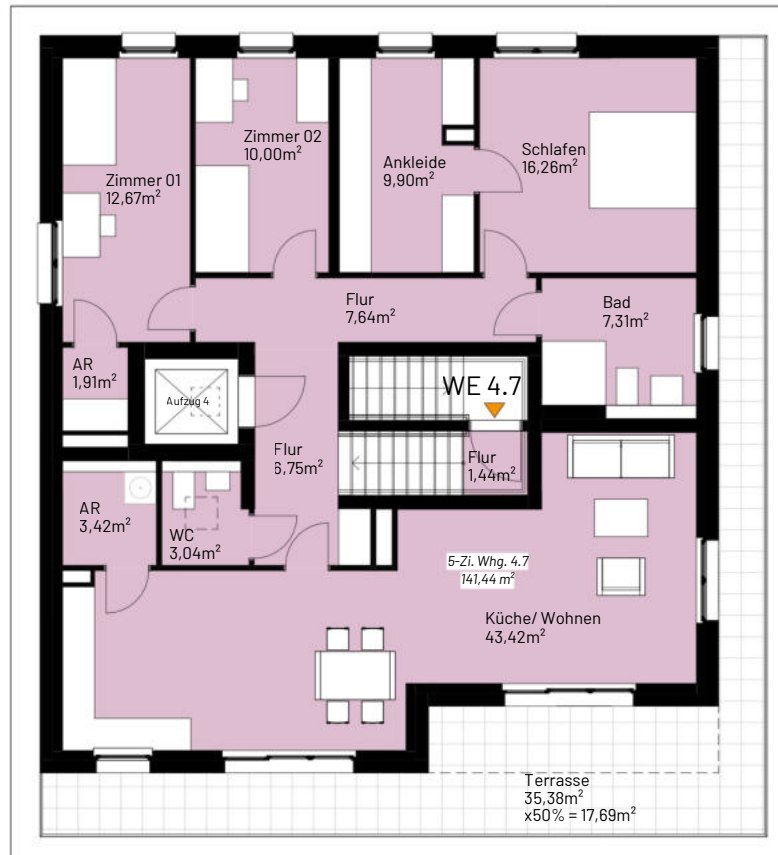 Zimmer 02
10,00m²
Zimmer 01
12,67m²
Ankleide
9,90m²
Schlafen
16,26m²
Flur
7,64m²
Bad
7,31m²
AR
1,91m²
Aufzug 4
WE 4.7
Flur
6,75m²
Flur
1,44m²
AR
3,42m²
WC
3,04m²
5-Zi. Whg. 4.7
141,44 m²
Küche/ Wohnen
43,42m²
Terrasse
35,38m²
x50% = 17,69m²